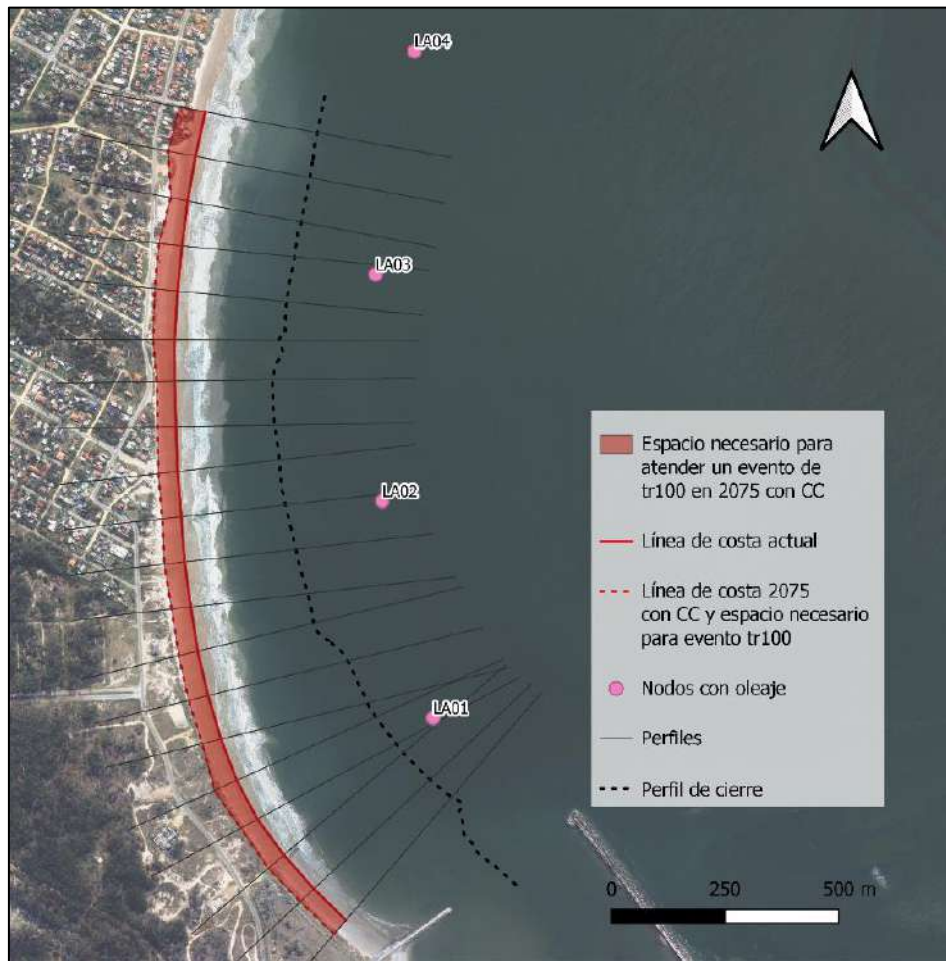 LA04
LA03
LA02
LA01
Espacio necesario para
atender un evento de
tr100 en 2075 con CC
Línea de costa actual
Línea de costa 2075
con CC y espacio necesario
para evento tr100
Nodos con oleaje
Perfiles
Perfil de cierre
0 250 500 m